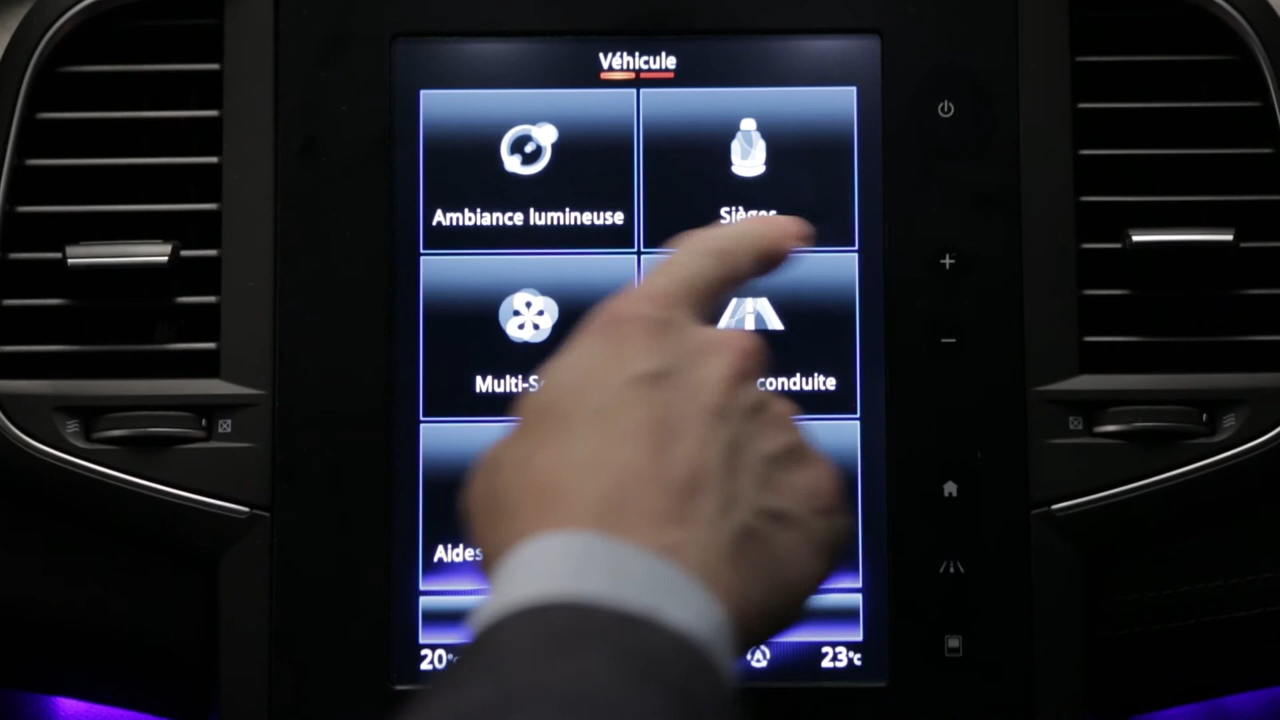 Véhicule
Ambiance lumineuse
Sièges
Multi-S
conduite
Aides
20°c
23°c